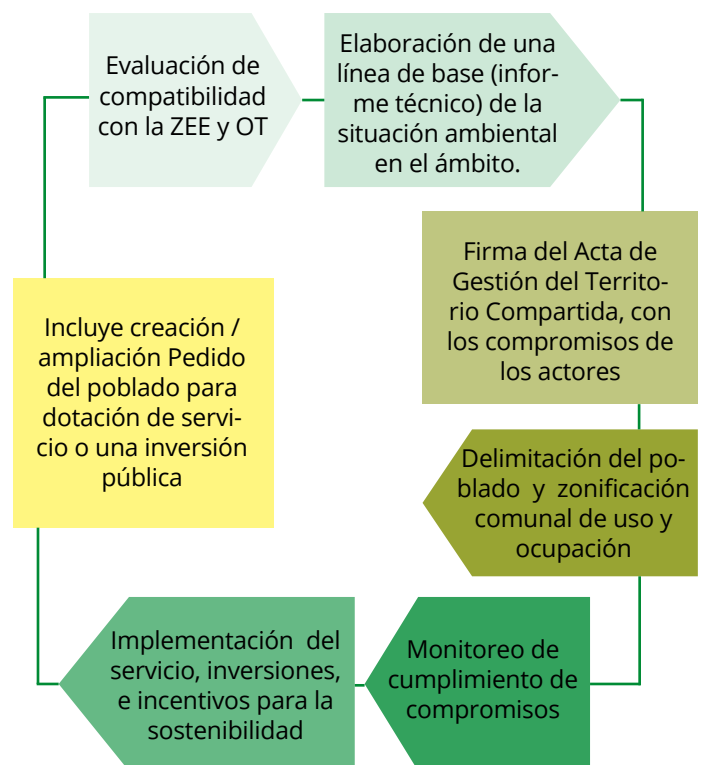 Evaluación de
compatibilidad
con la ZEE y OT
Elaboración de una
línea de base (infor-
me técnico) de la
situación ambiental
en el ámbito.
Firma del Acta de
Gestión del Territo-
rio Compartida, con
los compromisos de
los actores
Delimitación del po-
blado y zonificación
comunal de uso y
ocupación
Monitoreo de
cumplimiento de
compromisos
Implementación del
servicio, inversiones,
e incentivos para la
sostenibilidad
Incluye creación /
ampliación Pedido
del poblado para
dotación de servi-
cio o una inversión
pública